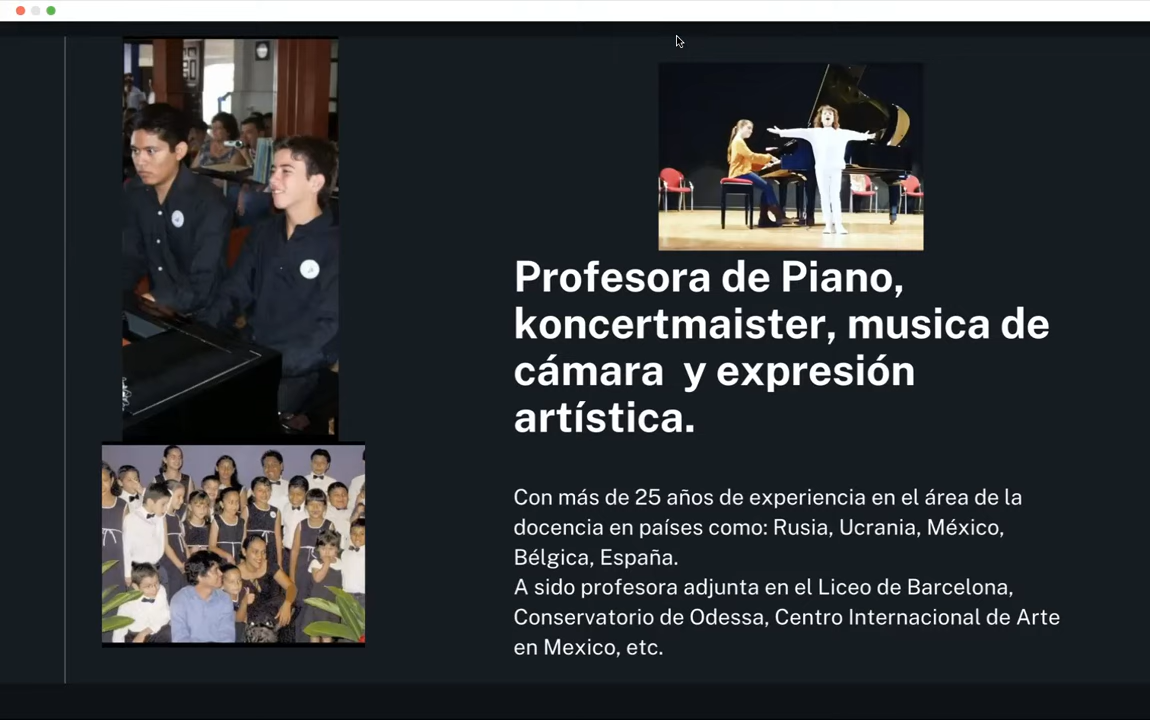 Profesora de Piano,
koncertmaister, musica de
cámara  y expresión
artística.
Con más de 25 años de experiencia en el área de la
docencia en países como: Rusia, Ucrania, México,
Bélgica, España.
A sido profesora adjunta en el Liceo de Barcelona,
Conservatorio de Odessa, Centro Internacional de Arte
en Mexico, etc.